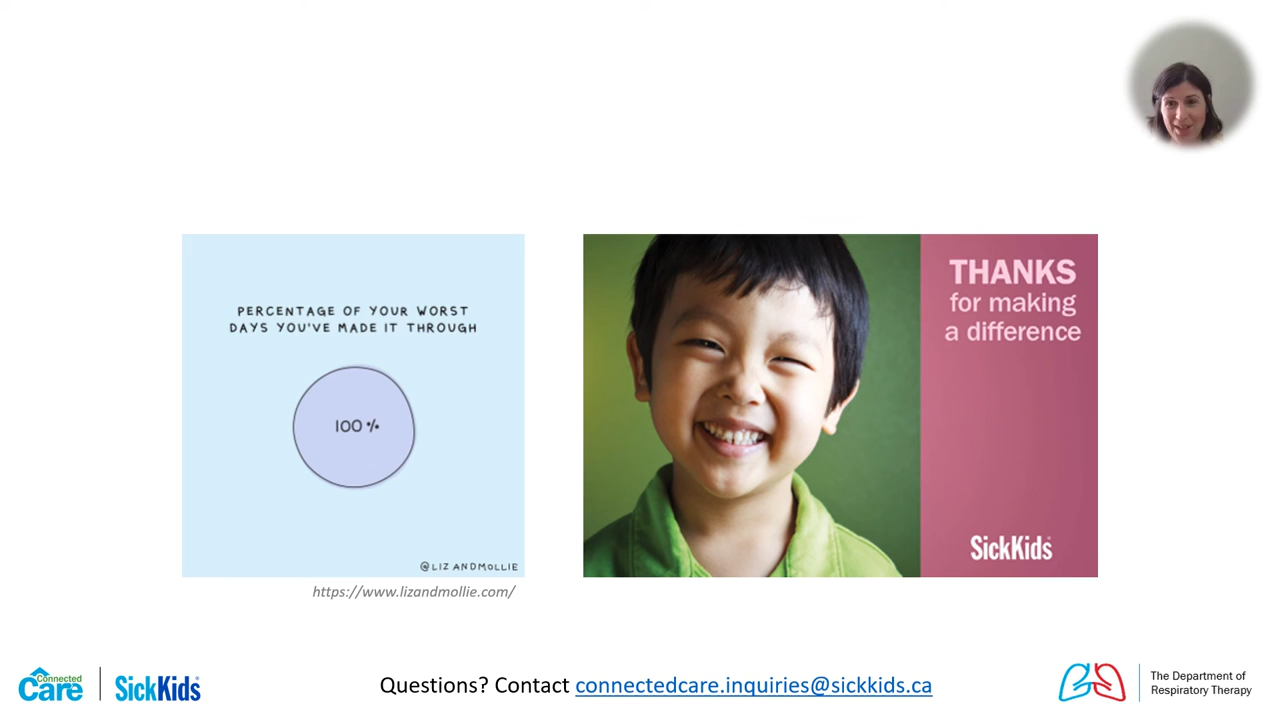 PERCENTAGE OF YOUR WORST
DAYS YOU'VE MADE IT THROUGH
100%
@LIZANDMOLLIE
https://www.lizandmollie.com/
THANKS
for making
a difference
SickKids
Connected
Care
SickKids
Questions? Contact connectedcare.inquiries@sickkids.ca
The Department of
Respiratory Therapy